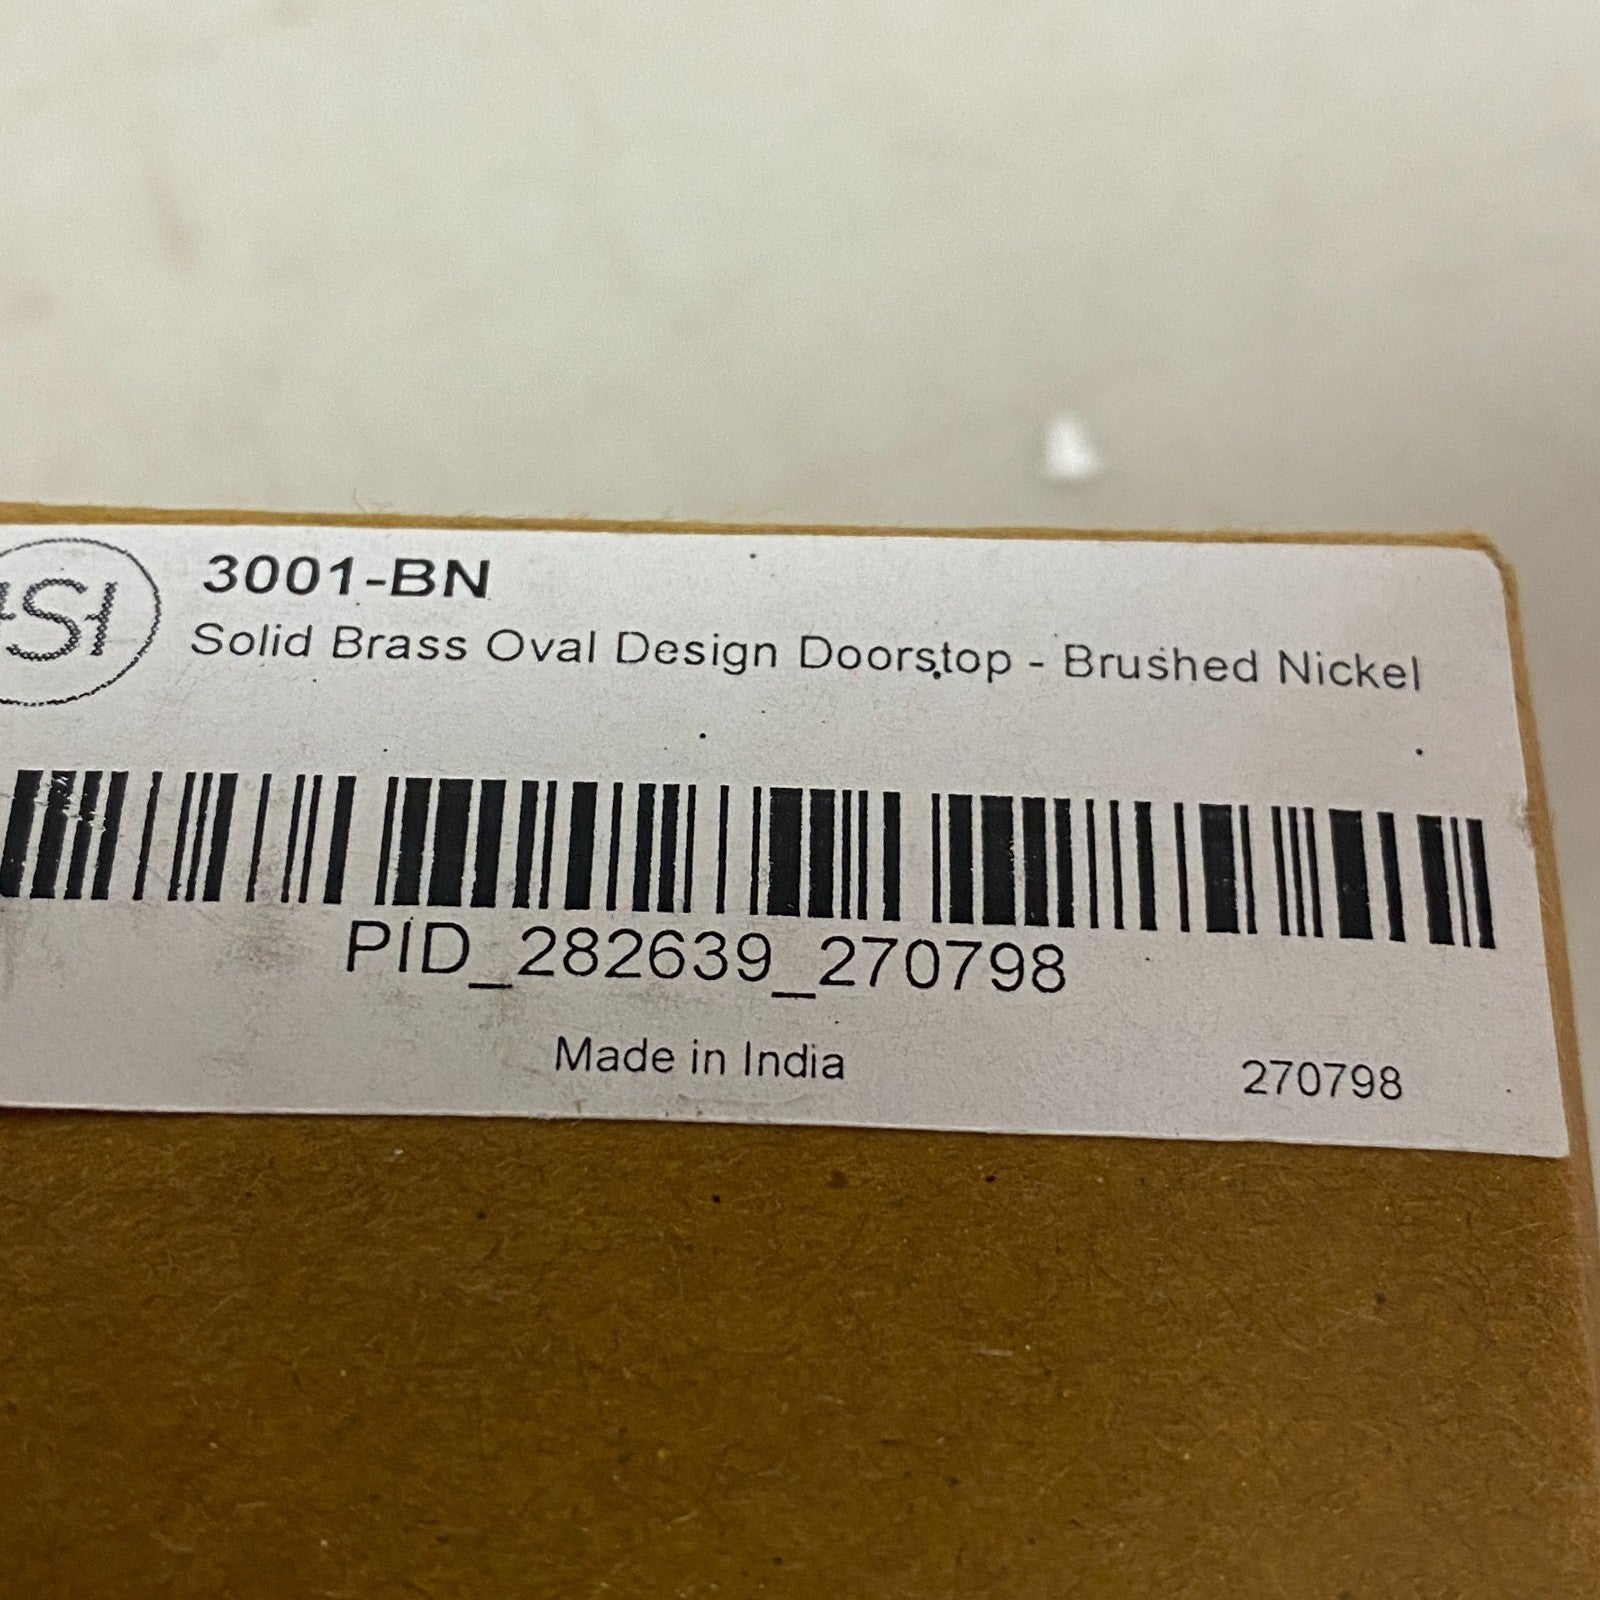 3001-BN
Solid Brass Oval Design Doorstop - Brushed Nickel
PID_282639_270798
Made in India
270798